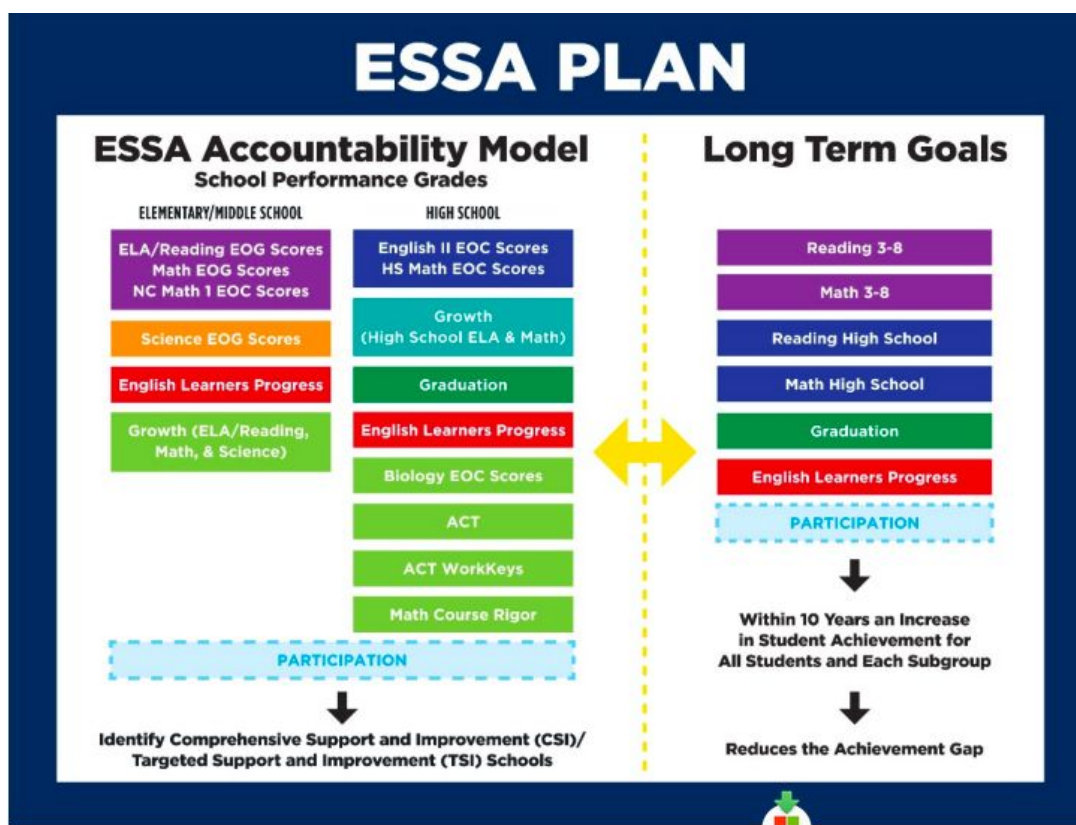 ESSA PLAN
ESSA Accountability Model
School Performance Grades
ELEMENTARY/MIDDLE SCHOOL
ELA/Reading EOG Scores
Math EOG Scores
NC Math 1 EOC Scores
Science EOG Scores
English Learners Progress
Growth (ELA/Reading,
Math, & Science)
HIGH SCHOOL
English II EOC Scores
HS Math EOC Scores
Growth
(High School ELA & Math)
Graduation
English Learners Progress
Biology EOC Scores
ACT
ACT WorkKeys
Math Course Rigor
PARTICIPATION
Identify Comprehensive Support and Improvement (CSI)/
Targeted Support and Improvement (TSI) Schools
Long Term Goals
Reading 3-8
Math 3-8
Reading High School
Math High School
Graduation
English Learners Progress
PARTICIPATION
Within 10 Years an Increase
in Student Achievement for
All Students and Each Subgroup
Reduces the Achievement Gap